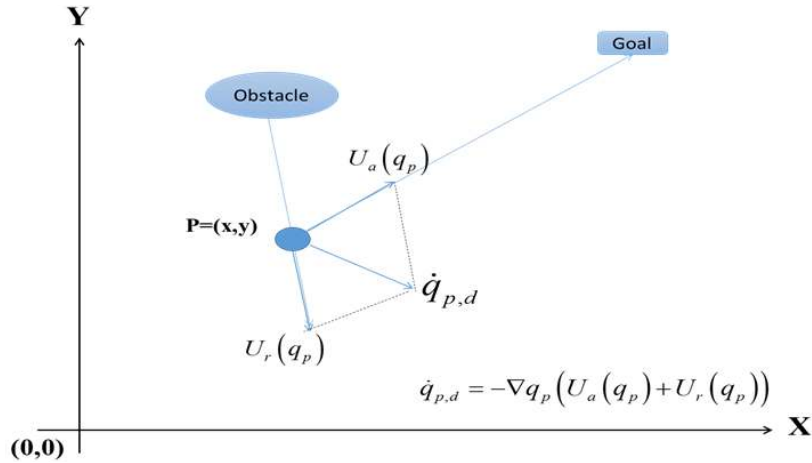 Y
Goal
Obstacle
U_a(q_p)
P=(x,y)
q̇_{p,d}
U_r(q_p)
q̇_{p,d} = -∇q_p(U_a(q_p)+U_r(q_p))
X
(0,0)